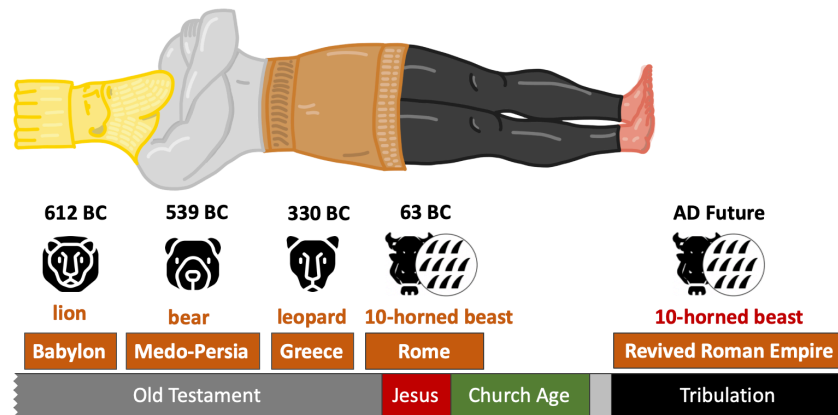 612 BC 539 BC 330 BC 63 BC AD Future
lion bear leopard 10-horned beast 10-horned beast
Babylon Medo-Persia Greece Rome Revived Roman Empire
Old Testament Jesus Church Age Tribulation